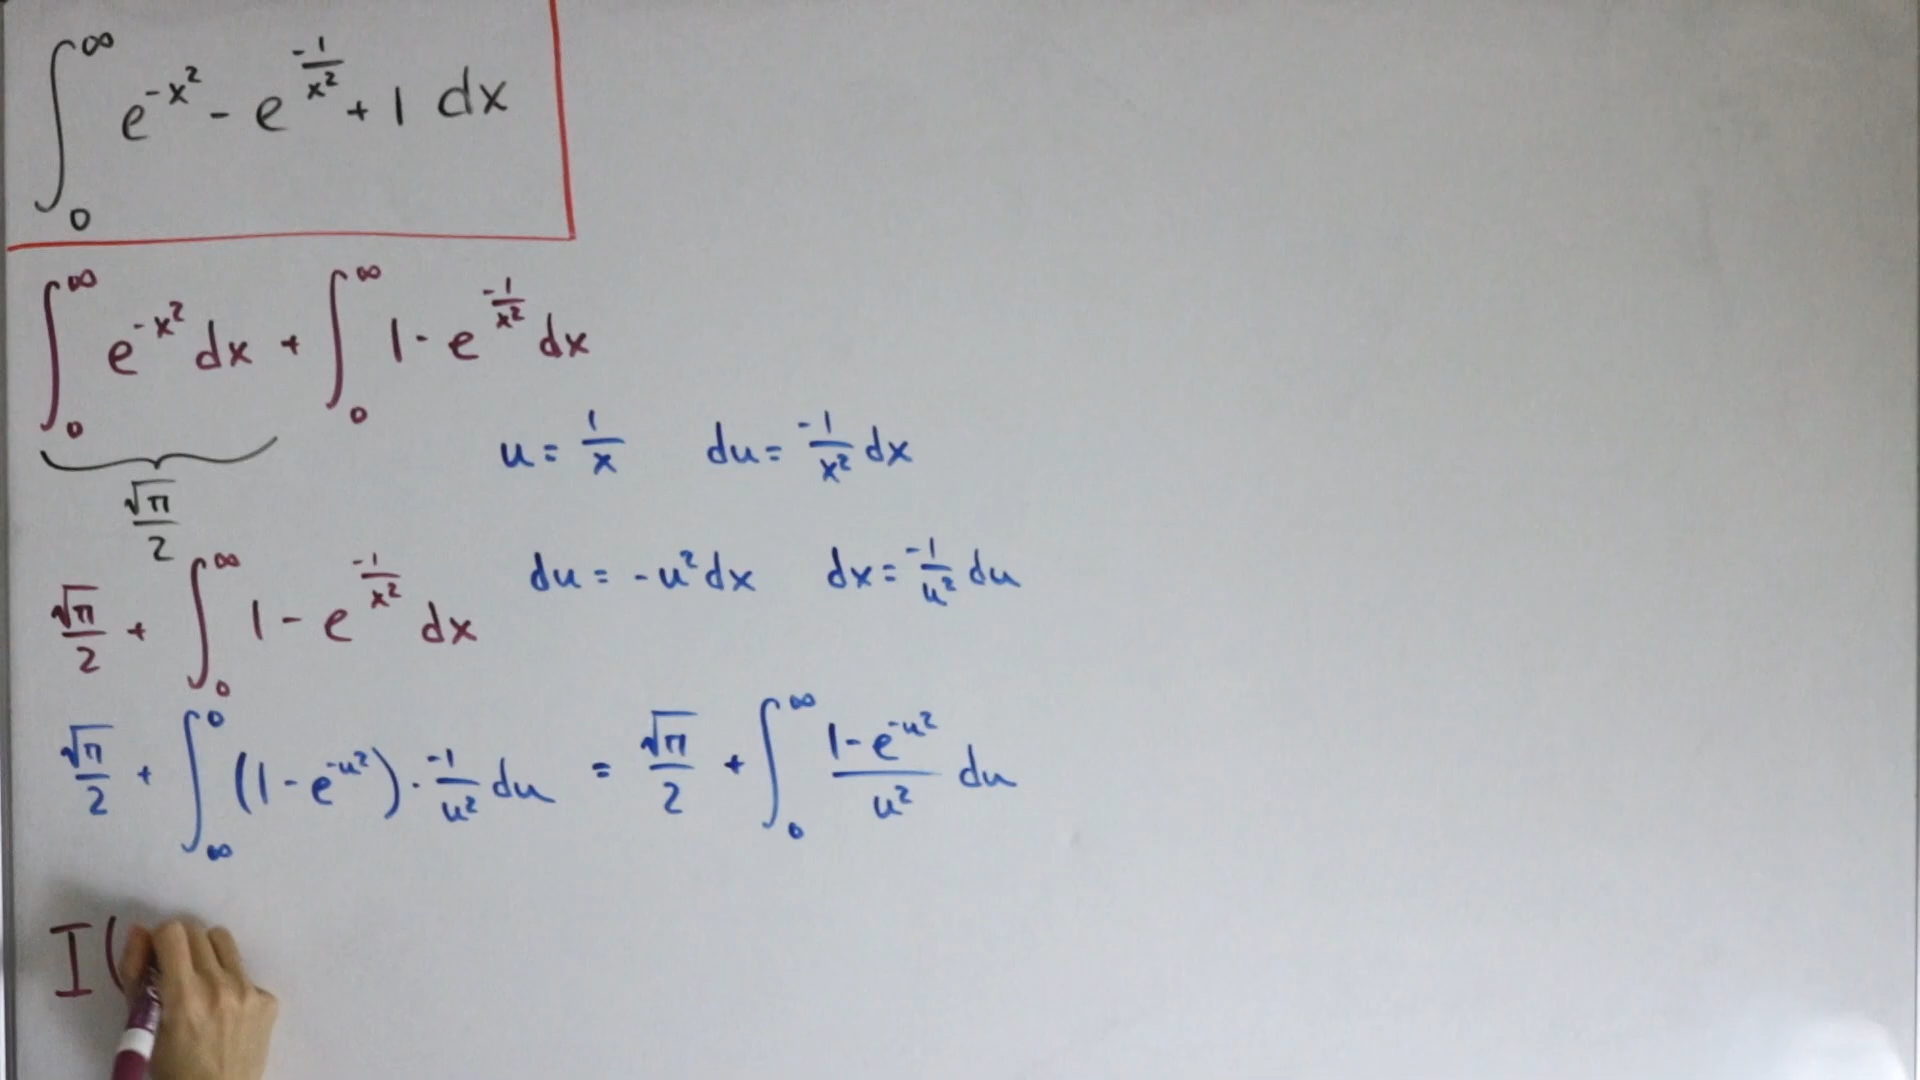 ∫₀^∞ e^{-x²} - e^{-1/x²} + 1 dx
∫₀^∞ e^{-x²} dx + ∫₀^∞ 1 - e^{-1/x²} dx
u = 1/x  du = -1/x² dx
√π/2
du = -u² dx  dx = -1/u² du
√π/2 + ∫₀^∞ 1 - e^{-1/x²} dx
√π/2 + ∫_∞^0 (1 - e^{-u²}) · -1/u² du = √π/2 + ∫₀^∞ (1 - e^{-u²})/u² du
I(